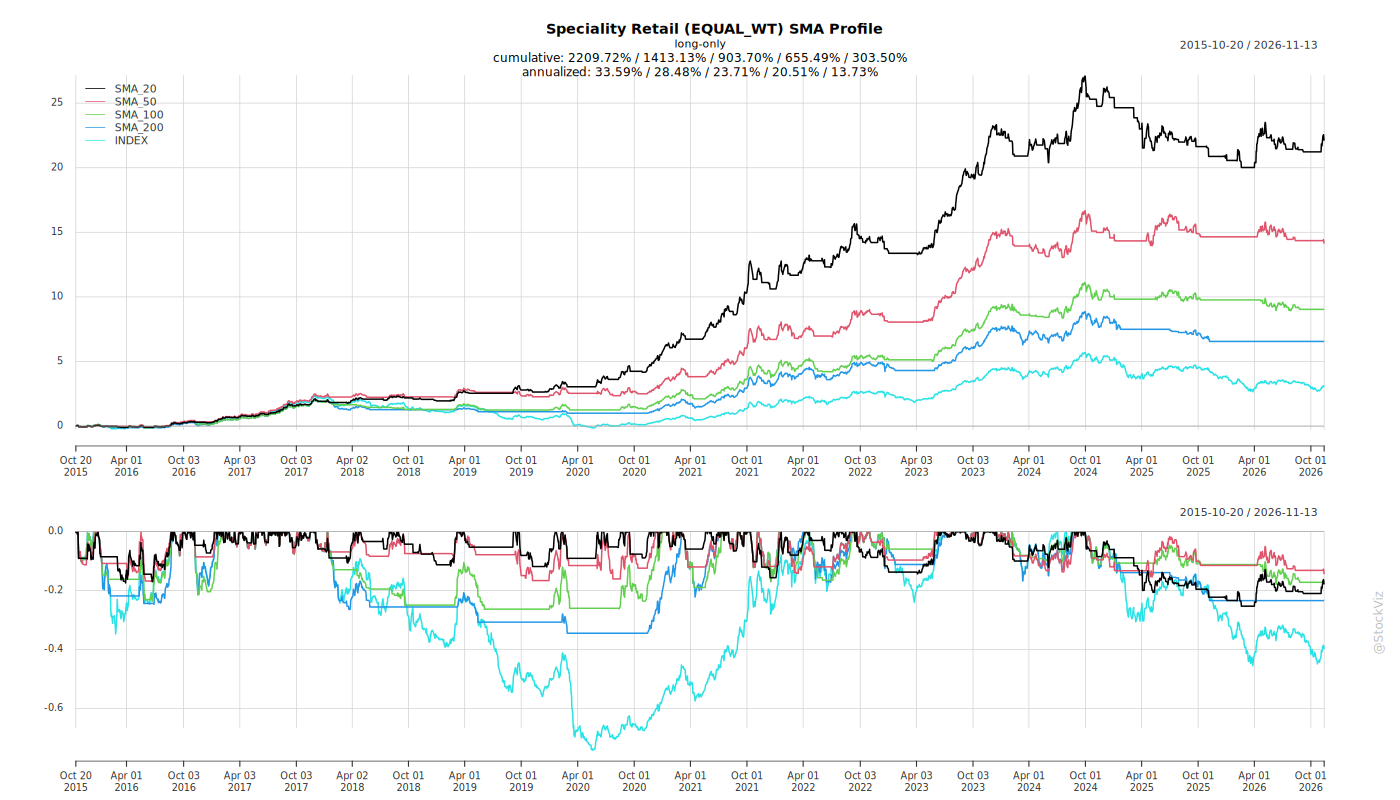 Speciality Retail (EQUAL_WT) SMA Profile
long-only
cumulative: 2209.72% / 1413.13% / 903.70% / 655.49% / 303.50%
annualized: 33.59% / 28.48% / 23.71% / 20.51% / 13.73%
2015-10-20 / 2026-11-13
SMA_20
SMA_50
SMA_100
SMA_200
INDEX
25
20
15
10
5
0
Oct 20 Apr 01 Oct 03 Apr 03 Oct 03 Apr 02 Oct 01 Apr 01 Oct 01 Apr 01 Oct 01 Apr 01 Oct 01 Apr 01 Oct 03 Apr 03 Oct 03 Apr 01 Oct 01 Apr 01 Oct 01 Apr 01 Oct 01
2015 2016 2016 2017 2017 2018 2018 2019 2019 2020 2020 2021 2021 2022 2022 2023 2023 2024 2024 2025 2025 2026 2026
2015-10-20 / 2026-11-13
0.0
-0.2
-0.4
-0.6
Oct 20 Apr 01 Oct 03 Apr 03 Oct 03 Apr 02 Oct 01 Apr 01 Oct 01 Apr 01 Oct 01 Apr 01 Oct 01 Apr 01 Oct 03 Apr 03 Oct 03 Apr 01 Oct 01 Apr 01 Oct 01 Apr 01 Oct 01
2015 2016 2016 2017 2017 2018 2018 2019 2019 2020 2020 2021 2021 2022 2022 2023 2023 2024 2024 2025 2025 2026 2026
@StockViz